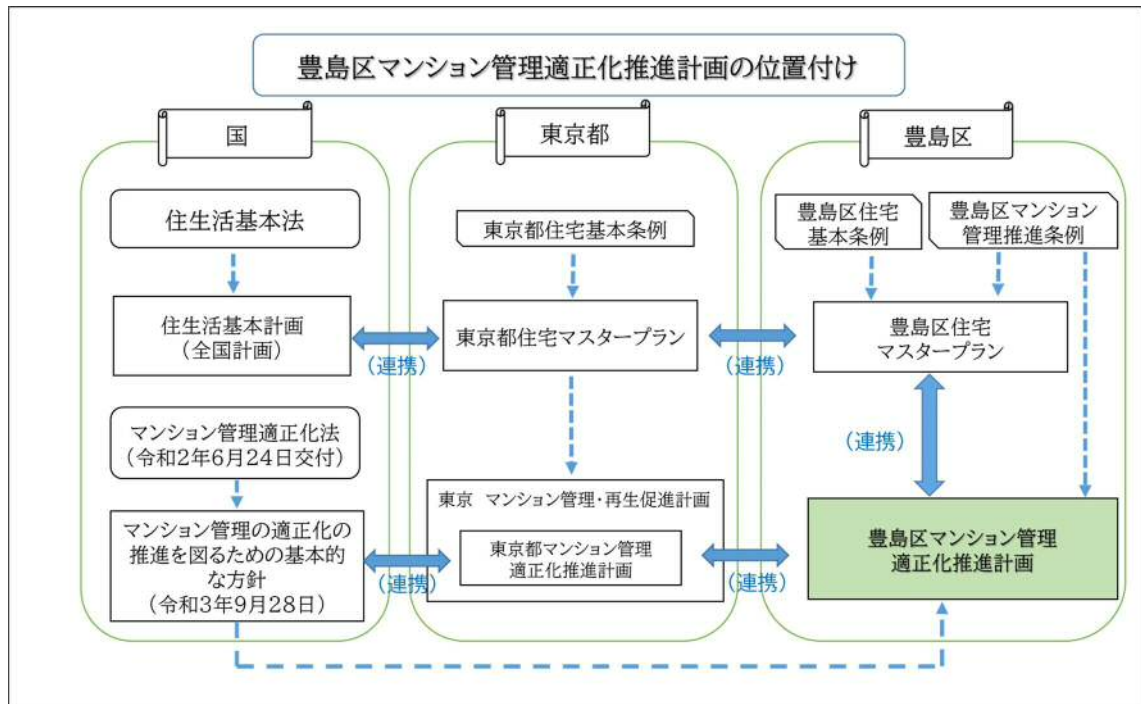 豊島区マンション管理適正化推進計画の位置付け
国
住生活基本法
住生活基本計画
（全国計画）
マンション管理適正化法
（令和2年6月24日交付）
マンション管理の適正化の
推進を図るための基本的
な方針
（令和3年9月28日）
（連携）
（連携）
東京都
東京都住宅基本条例
東京都住宅マスタープラン
東京 マンション管理・再生促進計画
東京都マンション管理
適正化推進計画
（連携）
（連携）
豊島区
豊島区住宅
基本条例
豊島区マンション
管理推進条例
豊島区住宅
マスタープラン
（連携）
豊島区マンション管理
適正化推進計画